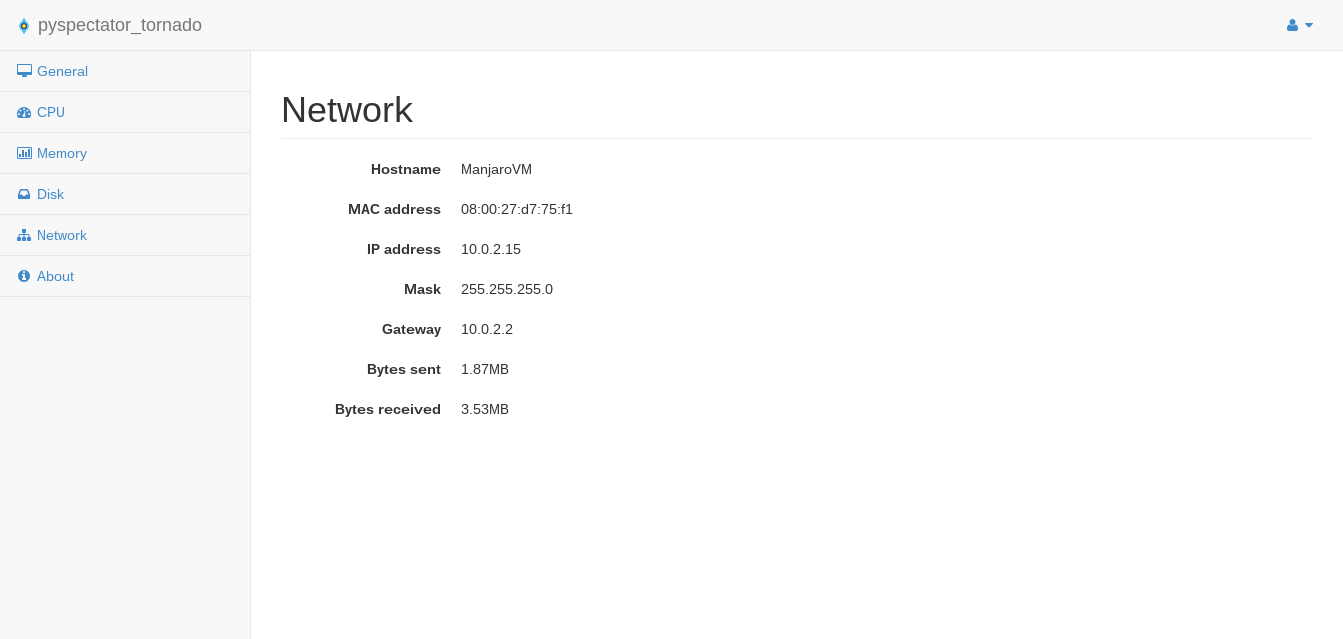 pyspectator_tornado
General
CPU
Memory
Disk
Network
About
Network
Hostname ManjaroVM
MAC address 08:00:27:d7:75:f1
IP address 10.0.2.15
Mask 255.255.255.0
Gateway 10.0.2.2
Bytes sent 1.87MB
Bytes received 3.53MB